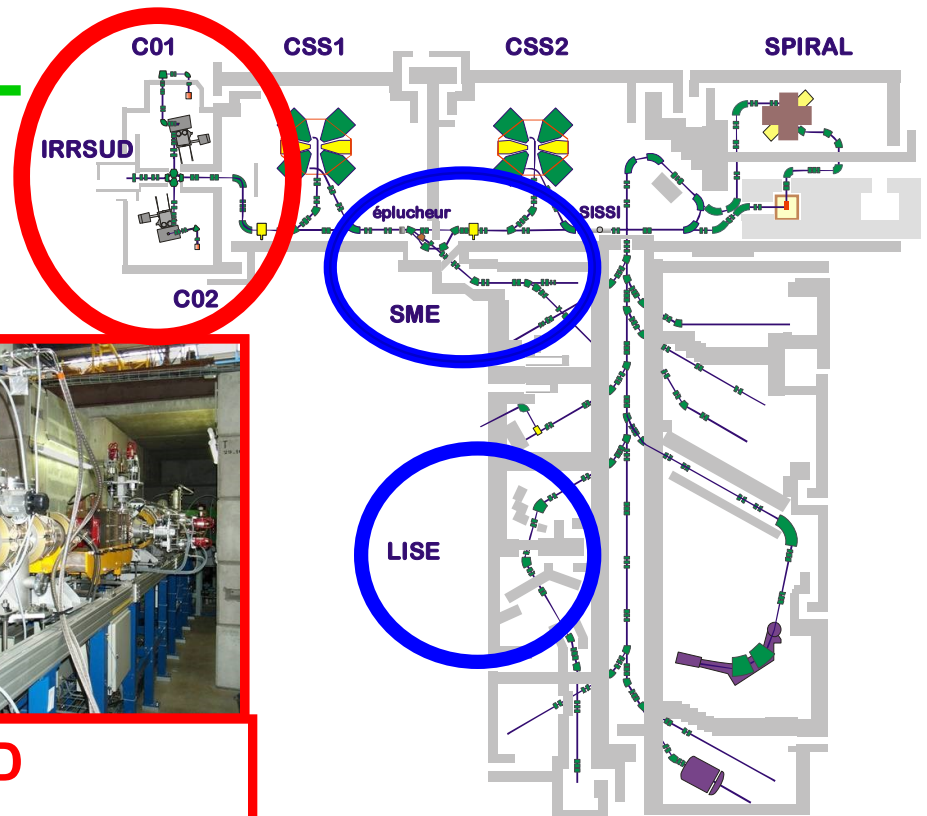 C01
CSS1
CSS2
SPIRAL
IRRSUD
éplucheur
SISSI
C02
SME
LISE
D